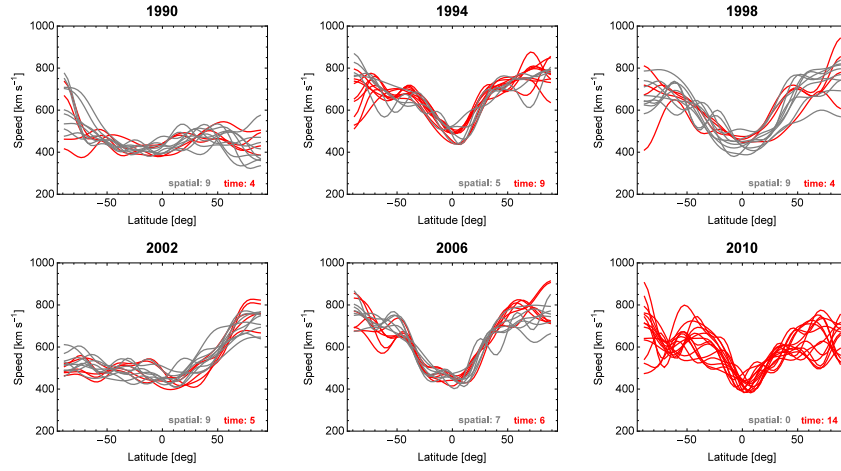 1990
1994
1998
1000
800
600
400
200
Speed [km s⁻¹]
spatial: 9 time: 4
−50 0 50
Latitude [deg]
1000
800
600
400
200
Speed [km s⁻¹]
spatial: 5 time: 9
−50 0 50
Latitude [deg]
1000
800
600
400
200
Speed [km s⁻¹]
spatial: 9 time: 4
−50 0 50
Latitude [deg]
2002
2006
2010
1000
800
600
400
200
Speed [km s⁻¹]
spatial: 9 time: 5
−50 0 50
Latitude [deg]
1000
800
600
400
200
Speed [km s⁻¹]
spatial: 7 time: 6
−50 0 50
Latitude [deg]
1000
800
600
400
200
Speed [km s⁻¹]
spatial: 0 time: 14
−50 0 50
Latitude [deg]